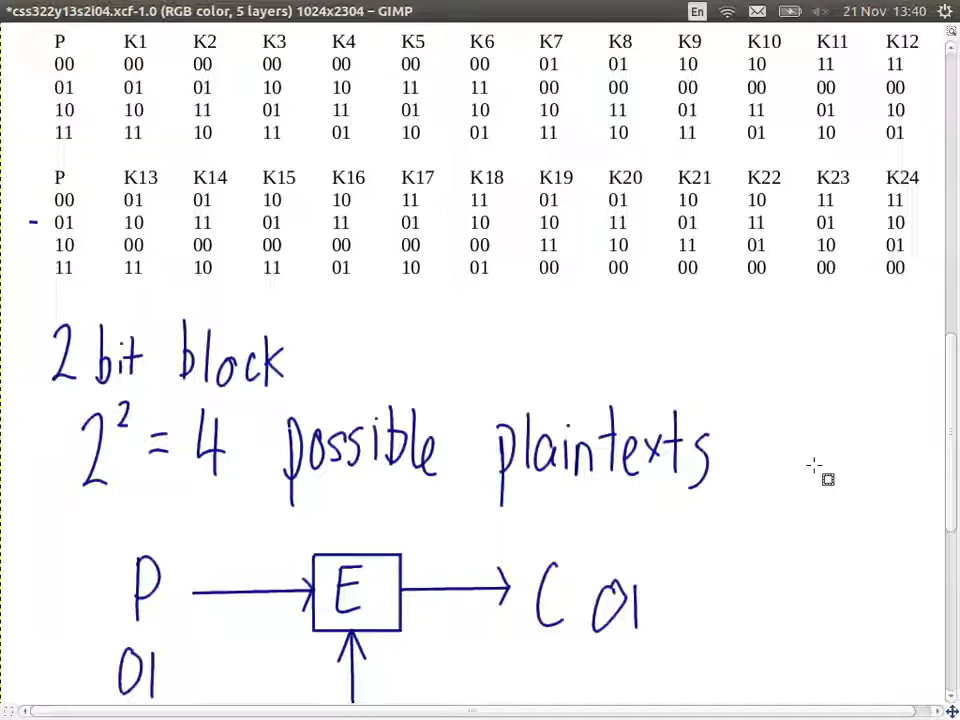 *css322y13s2i04.xcf-1.0 (RGB color, 5 layers) 1024x2304 – GIMP En 21 Nov 13:40
P K1 K2 K3 K4 K5 K6 K7 K8 K9 K10 K11 K12
00 00 00 00 00 00 00 01 01 10 10 11 11
01 01 01 10 10 11 11 00 00 00 00 00 00
10 10 11 01 11 01 10 10 11 01 11 01 10
11 11 10 11 01 10 01 11 10 11 01 10 01
P K13 K14 K15 K16 K17 K18 K19 K20 K21 K22 K23 K24
00 01 01 10 10 11 11 01 01 10 10 11 11
- 01 10 11 01 11 01 10 10 11 01 11 01 10
10 00 00 00 00 00 00 11 10 11 01 10 01
11 11 10 11 01 10 01 00 00 00 00 00 00
2 bit block
2² = 4 possible plaintexts
P E C 01
01